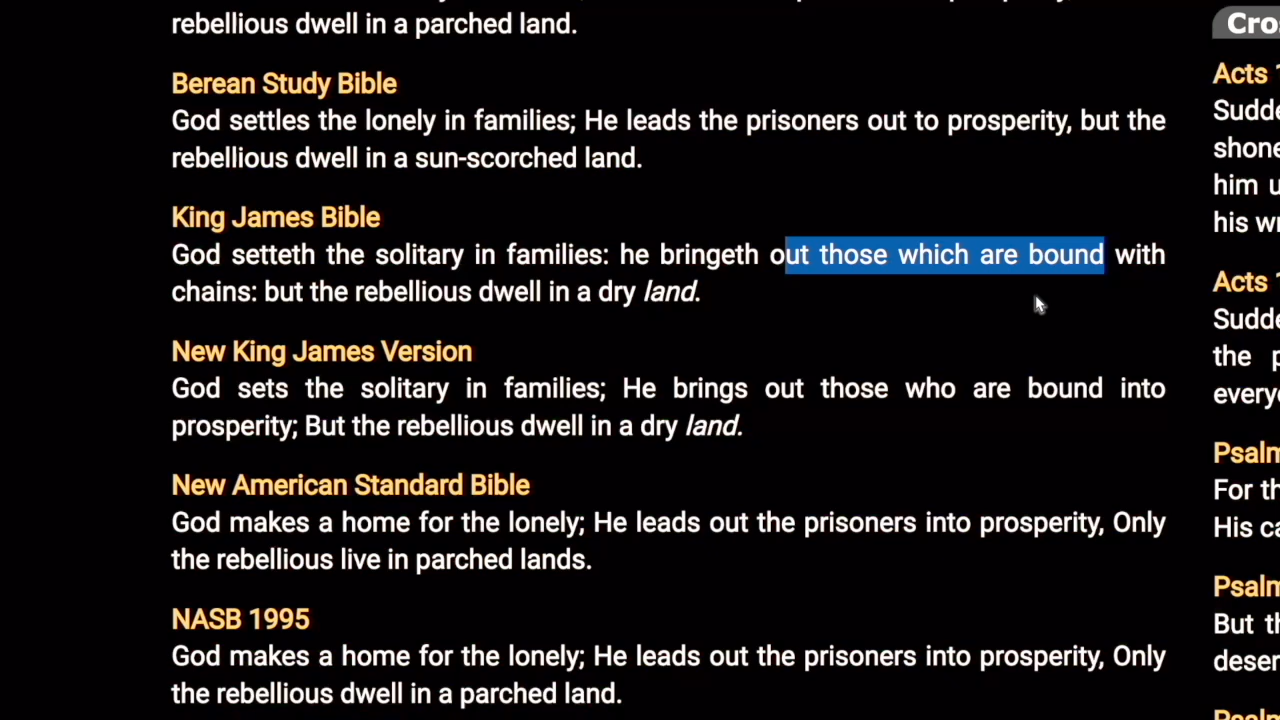 rebellious dwell in a parched land.
Berean Study Bible
God settles the lonely in families; He leads the prisoners out to prosperity, but the
rebellious dwell in a sun-scorched land.
King James Bible
God setteth the solitary in families: he bringeth out those which are bound with
chains: but the rebellious dwell in a dry land.
New King James Version
God sets the solitary in families; He brings out those who are bound into
prosperity; But the rebellious dwell in a dry land.
New American Standard Bible
God makes a home for the lonely; He leads out the prisoners into prosperity, Only
the rebellious live in parched lands.
NASB 1995
God makes a home for the lonely; He leads out the prisoners into prosperity, Only
the rebellious dwell in a parched land.
Cro
Acts
Sudde
shone
him u
his wr
Acts
Sudde
the p
every
Psalm
For th
His ca
Psalm
But th
deser